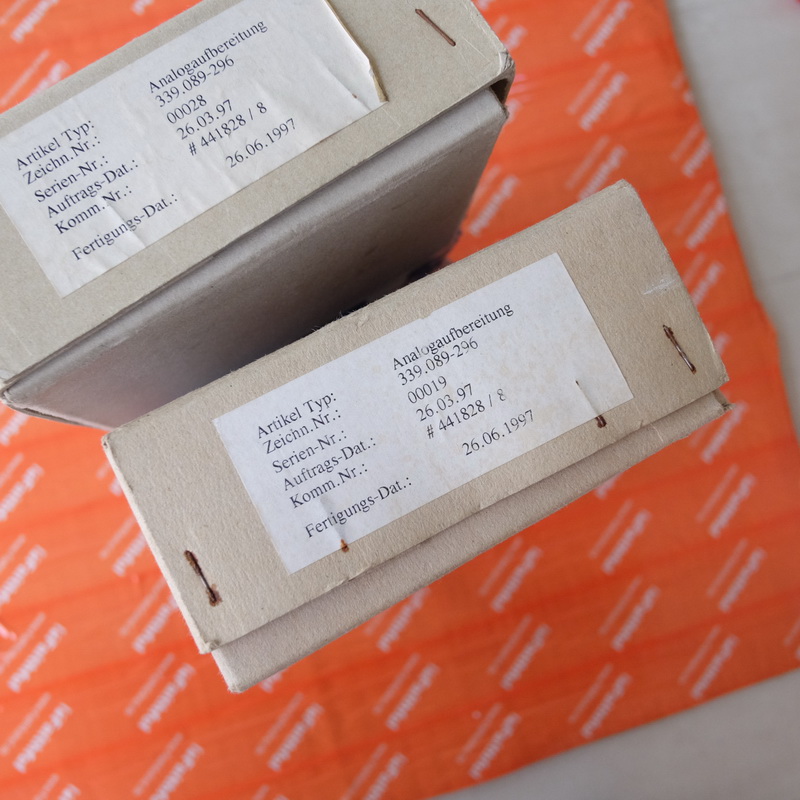 Artikel Typ: Analogaufbereitung
Zeichn.Nr.: 339.089-296
Serien-Nr.: 00028
Auftrags-Dat.: 26.03.97
Komm.Nr.: # 441828 / 8
Fertigungs-Dat.: 26.06.1997
Artikel Typ: Analogaufbereitung
Zeichn.Nr.: 339.089-296
Serien-Nr.: 00019
Auftrags-Dat.: 26.03.97
Komm.Nr.: # 441828 / 8
Fertigungs-Dat.: 26.06.1997